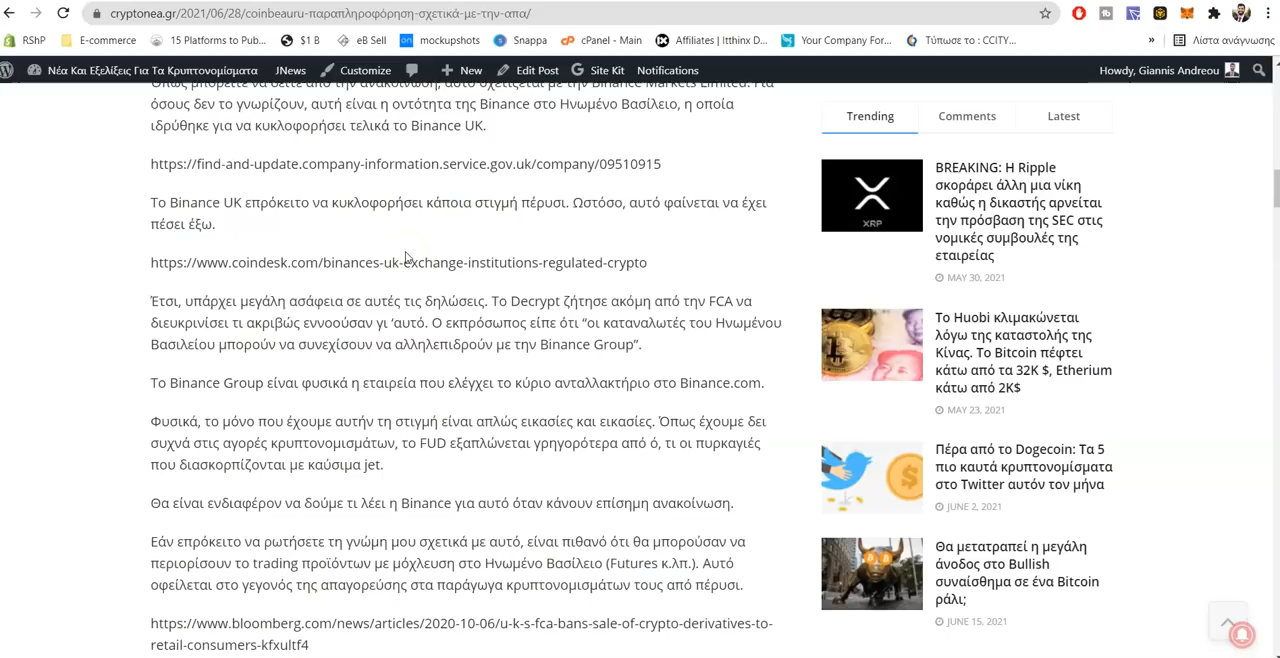 cryptonea.gr/2021/06/28/coinbeauru-παραπληροφόρηση-σχετικά-με-την-απα/
RShP
E-commerce
15 Platforms to Pub...
$1 B
eB Sell
mockupshots
Snappa
cPanel - Main
Affiliates | Itthinx D...
Your Company For...
Τύπωσε το : CCITY...
»
Λίστα ανάγνωσης
Νέα Και Εξελίξεις Για Τα Κρυπτονομίσματα
JNews
Customize
New
Edit Post
Site Kit
Notifications
Howdy, Giannis Andreou
Όπως μπορείτε να δείτε από την ανακοίνωση, αυτό σχετίζεται με την Binance Markets Limited. Για
όσους δεν το γνωρίζουν, αυτή είναι η οντότητα της Binance στο Ηνωμένο Βασίλειο, η οποία
ιδρύθηκε για να κυκλοφορήσει τελικά το Binance UK.
https://find-and-update.company-information.service.gov.uk/company/09510915
Το Binance UK επρόκειτο να κυκλοφορήσει κάποια στιγμή πέρυσι. Ωστόσο, αυτό φαίνεται να έχει
πέσει έξω.
https://www.coindesk.com/binances-uk-exchange-institutions-regulated-crypto
Έτσι, υπάρχει μεγάλη ασάφεια σε αυτές τις δηλώσεις. Το Decrypt ζήτησε ακόμη από την FCA να
διευκρινίσει τι ακριβώς εννοούσαν γι 'αυτό. Ο εκπρόσωπος είπε ότι “οι καταναλωτές του Ηνωμένου
Βασιλείου μπορούν να συνεχίσουν να αλληλεπιδρούν με την Binance Group”.
Το Binance Group είναι φυσικά η εταιρεία που ελέγχει το κύριο ανταλλακτήριο στο Binance.com.
Φυσικά, το μόνο που έχουμε αυτήν τη στιγμή είναι απλώς εικασίες και εικασίες. Όπως έχουμε δει
συχνά στις αγορές κρυπτονομισμάτων, το FUD εξαπλώνεται γρηγορότερα από ό, τι οι πυρκαγιές
που διασκορπίζονται με καύσιμα jet.
Θα είναι ενδιαφέρον να δούμε τι λέει η Binance για αυτό όταν κάνουν επίσημη ανακοίνωση.
Εάν επρόκειτο να ρωτήσετε τη γνώμη μου σχετικά με αυτό, είναι πιθανό ότι θα μπορούσαν να
περιορίσουν το trading προϊόντων με μόχλευση στο Ηνωμένο Βασίλειο (Futures κ.λπ.). Αυτό
οφείλεται στο γεγονός της απαγορεύσης στα παράγωγα κρυπτονομισμάτων τους από πέρυσι.
https://www.bloomberg.com/news/articles/2020-10-06/u-k-s-fca-bans-sale-of-crypto-derivatives-to-
retail-consumers-kfxultf4
Trending
Comments
Latest
XRP
BREAKING: Η Ripple
σκοράρει άλλη μια νίκη
καθώς η δικαστής αρνείται
την πρόσβαση της SEC στις
νομικές συμβουλές της
εταιρείας
MAY 30, 2021
Το Huobi κλιμακώνεται
λόγω της καταστολής της
Κίνας. Το Bitcoin πέφτει
κάτω από τα 32K $, Etherium
κάτω από 2K$
MAY 23, 2021
Πέρα από το Dogecoin: Τα 5
πιο καυτά κρυπτονομίσματα
στο Twitter αυτόν τον μήνα
JUNE 2, 2021
Θα μετατραπεί η μεγάλη
άνοδος στο Bullish
συναίσθημα σε ένα Bitcoin
ράλι;
JUNE 15, 2021